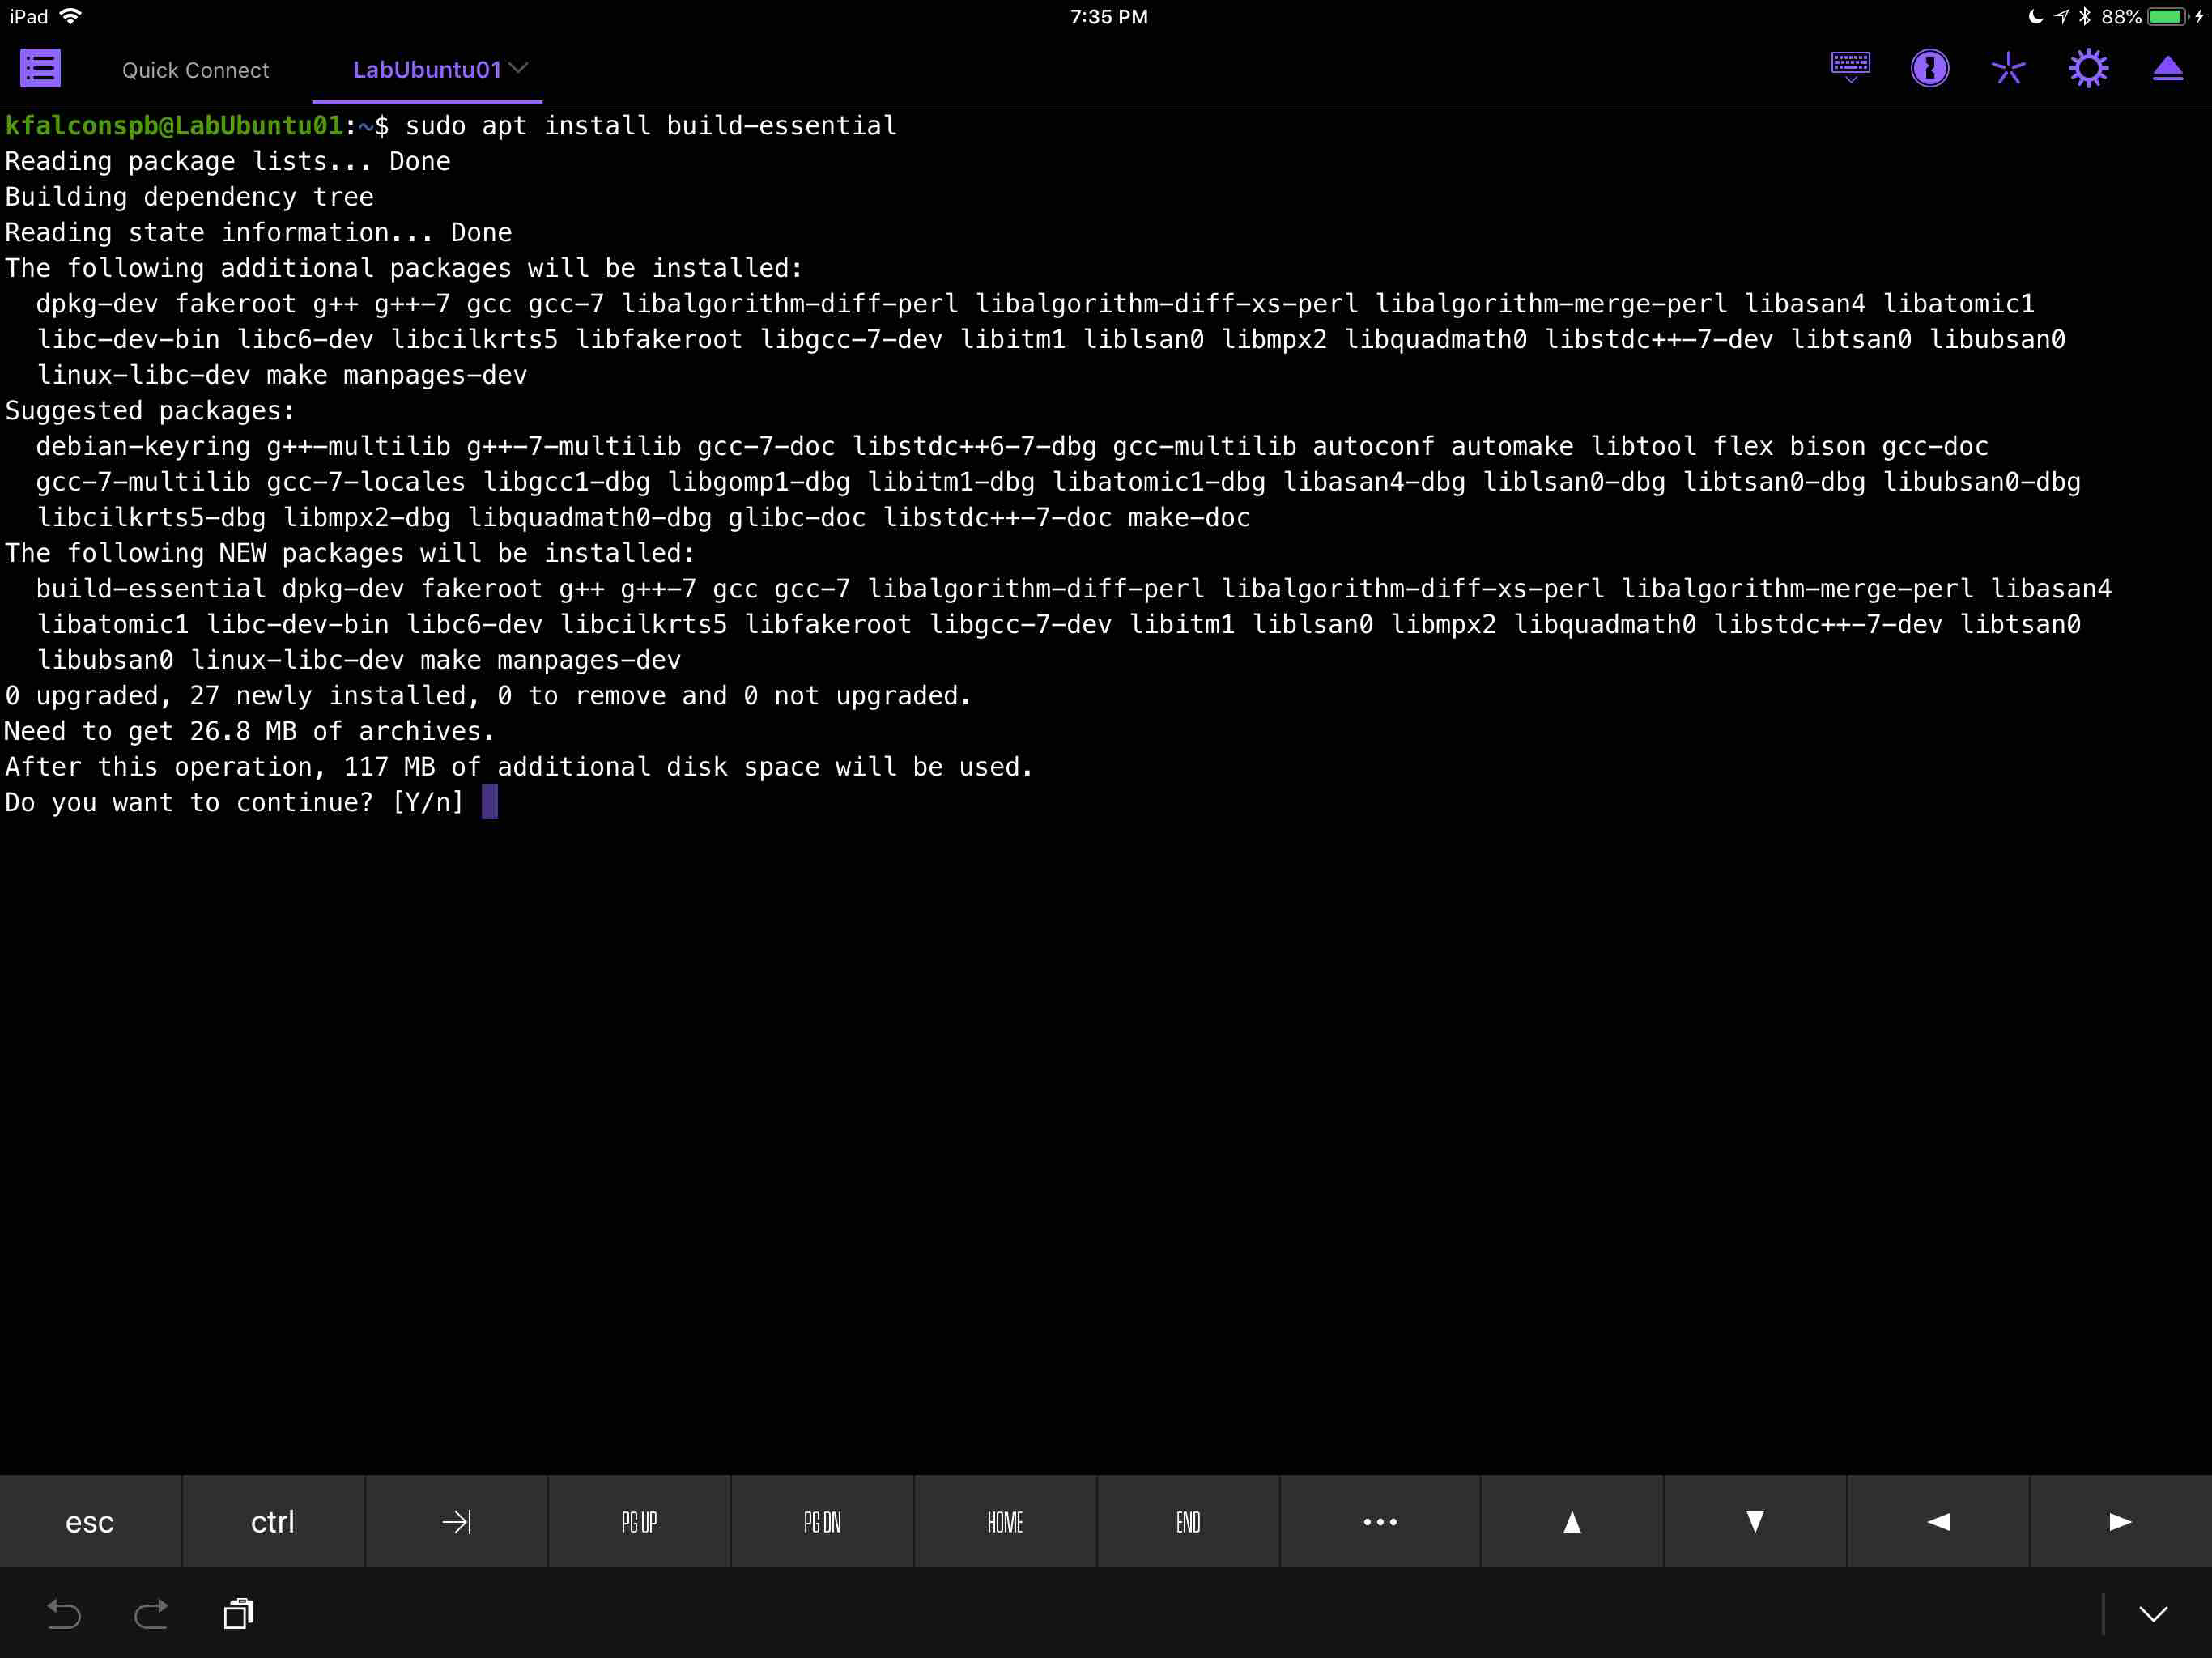 iPad 7:35 PM 88%
Quick Connect LabUbuntu01
kfalconspb@LabUbuntu01:~$ sudo apt install build-essential
Reading package lists... Done
Building dependency tree
Reading state information... Done
The following additional packages will be installed:
  dpkg-dev fakeroot g++ g++-7 gcc gcc-7 libalgorithm-diff-perl libalgorithm-diff-xs-perl libalgorithm-merge-perl libasan4 libatomic1
  libc-dev-bin libc6-dev libcilkrts5 libfakeroot libgcc-7-dev libitm1 liblsan0 libmpx2 libquadmath0 libstdc++-7-dev libtsan0 libubsan0
  linux-libc-dev make manpages-dev
Suggested packages:
  debian-keyring g++-multilib g++-7-multilib gcc-7-doc libstdc++6-7-dbg gcc-multilib autoconf automake libtool flex bison gcc-doc
  gcc-7-multilib gcc-7-locales libgcc1-dbg libgomp1-dbg libitm1-dbg libatomic1-dbg libasan4-dbg liblsan0-dbg libtsan0-dbg libubsan0-dbg
  libcilkrts5-dbg libmpx2-dbg libquadmath0-dbg glibc-doc libstdc++-7-doc make-doc
The following NEW packages will be installed:
  build-essential dpkg-dev fakeroot g++ g++-7 gcc gcc-7 libalgorithm-diff-perl libalgorithm-diff-xs-perl libalgorithm-merge-perl libasan4
  libatomic1 libc-dev-bin libc6-dev libcilkrts5 libfakeroot libgcc-7-dev libitm1 liblsan0 libmpx2 libquadmath0 libstdc++-7-dev libtsan0
  libubsan0 linux-libc-dev make manpages-dev
0 upgraded, 27 newly installed, 0 to remove and 0 not upgraded.
Need to get 26.8 MB of archives.
After this operation, 117 MB of additional disk space will be used.
Do you want to continue? [Y/n]
esc ctrl PG UP PG DN HOME END •••